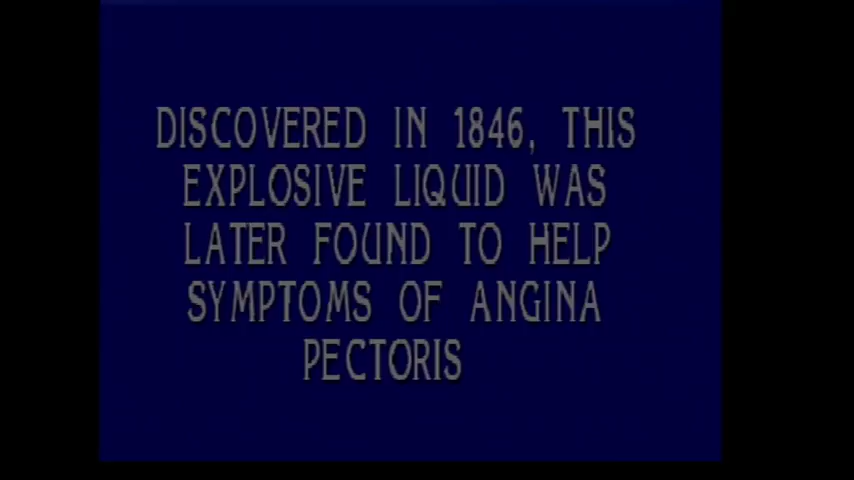 DISCOVERED IN 1846, THIS
EXPLOSIVE LIQUID WAS
LATER FOUND TO HELP
SYMPTOMS OF ANGINA
PECTORIS